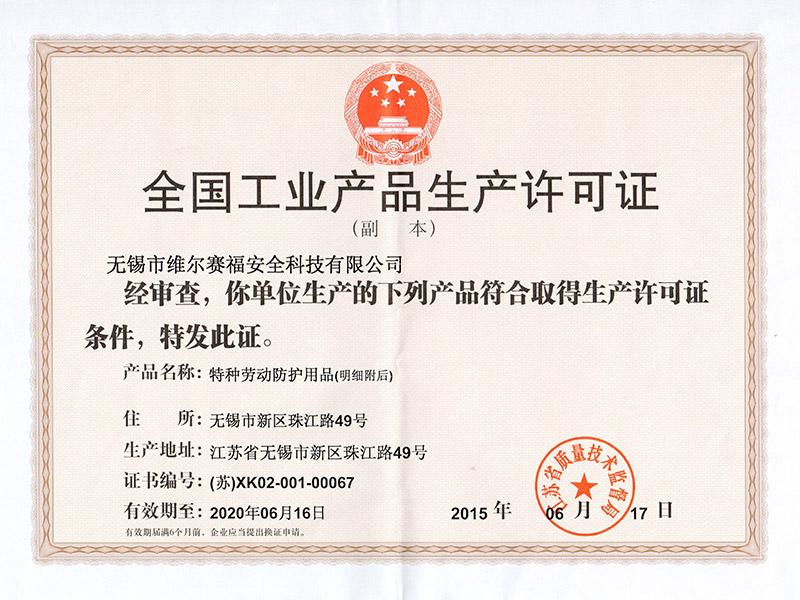 全国工业产品生产许可证
(副 本)
无锡市维尔赛福安全科技有限公司
经审查，你单位生产的下列产品符合取得生产许可证
条件，特发此证。
产品名称：特种劳动防护用品(明细附后)
住 所：无锡市新区珠江路49号
生产地址：江苏省无锡市新区珠江路49号
证书编号：(苏)XK02-001-00067
有效期至：2020年06月16日
2015 年 06 月 17 日
有效期届满6个月前，企业应当提出换证申请。
江苏省质量技术监督局